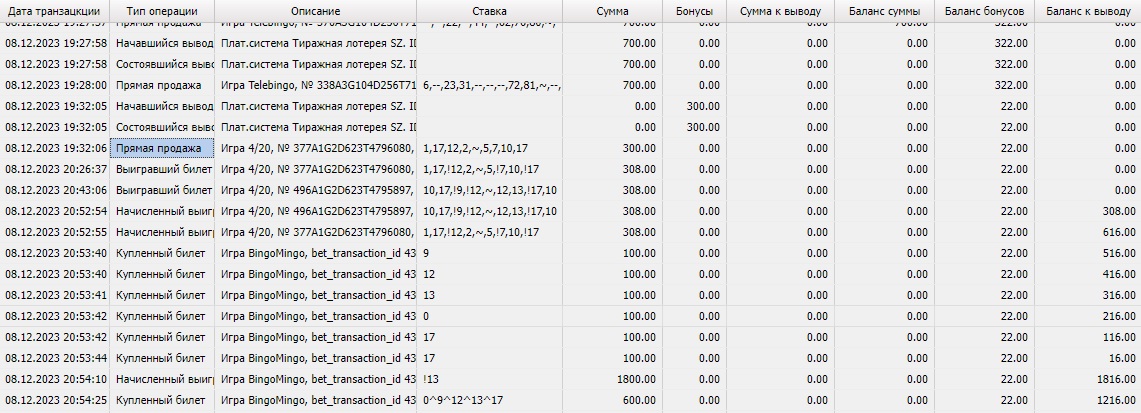 Дата транзакции Тип операции Описание Ставка Сумма Бонусы Сумма к выводу Баланс суммы Баланс бонусов Баланс к выводу
08.12.2023 19:27:58 Начавшийся вывод Плат.система Тиражная лотерея SZ. ID 700.00 0.00 0.00 0.00 322.00 0.00
08.12.2023 19:27:58 Состоявшийся выво Плат.система Тиражная лотерея SZ. ID 700.00 0.00 0.00 0.00 322.00 0.00
08.12.2023 19:28:00 Прямая продажа Игра Telebingo, № 338A3G104D256T71 6,--,23,31,--,--,--,72,81,~,--, 700.00 0.00 0.00 0.00 322.00 0.00
08.12.2023 19:32:05 Начавшийся вывод Плат.система Тиражная лотерея SZ. ID 0.00 300.00 0.00 0.00 22.00 0.00
08.12.2023 19:32:05 Состоявшийся выво Плат.система Тиражная лотерея SZ. ID 0.00 300.00 0.00 0.00 22.00 0.00
08.12.2023 19:32:06 Прямая продажа Игра 4/20, № 377A1G2D623T4796080, 1,17,12,2,~,5,7,10,17 300.00 0.00 0.00 0.00 22.00 0.00
08.12.2023 20:26:37 Выигравший билет Игра 4/20, № 377A1G2D623T4796080, 1,17,!12,2,~,5,!7,10,!17 308.00 0.00 0.00 0.00 22.00 0.00
08.12.2023 20:43:06 Выигравший билет Игра 4/20, № 496A1G2D623T4795897, 10,17,!9,!12,~,12,13,!17,10 308.00 0.00 0.00 0.00 22.00 0.00
08.12.2023 20:52:54 Начисленный выиг Игра 4/20, № 496A1G2D623T4795897, 10,17,!9,!12,~,12,13,!17,10 308.00 0.00 0.00 0.00 22.00 308.00
08.12.2023 20:52:55 Начисленный выиг Игра 4/20, № 377A1G2D623T4796080, 1,17,!12,2,~,5,!7,10,!17 308.00 0.00 0.00 0.00 22.00 616.00
08.12.2023 20:53:40 Купленный билет Игра BingoMingo, bet_transaction_id 43 9 100.00 0.00 0.00 0.00 22.00 516.00
08.12.2023 20:53:40 Купленный билет Игра BingoMingo, bet_transaction_id 43 12 100.00 0.00 0.00 0.00 22.00 416.00
08.12.2023 20:53:41 Купленный билет Игра BingoMingo, bet_transaction_id 43 13 100.00 0.00 0.00 0.00 22.00 316.00
08.12.2023 20:53:42 Купленный билет Игра BingoMingo, bet_transaction_id 43 0 100.00 0.00 0.00 0.00 22.00 216.00
08.12.2023 20:53:42 Купленный билет Игра BingoMingo, bet_transaction_id 43 17 100.00 0.00 0.00 0.00 22.00 116.00
08.12.2023 20:53:44 Купленный билет Игра BingoMingo, bet_transaction_id 43 17 100.00 0.00 0.00 0.00 22.00 16.00
08.12.2023 20:54:10 Начисленный выиг Игра BingoMingo, bet_transaction_id 43 !13 1800.00 0.00 0.00 0.00 22.00 1816.00
08.12.2023 20:54:25 Купленный билет Игра BingoMingo, bet_transaction_id 43 0^9^12^13^17 600.00 0.00 0.00 0.00 22.00 1216.00